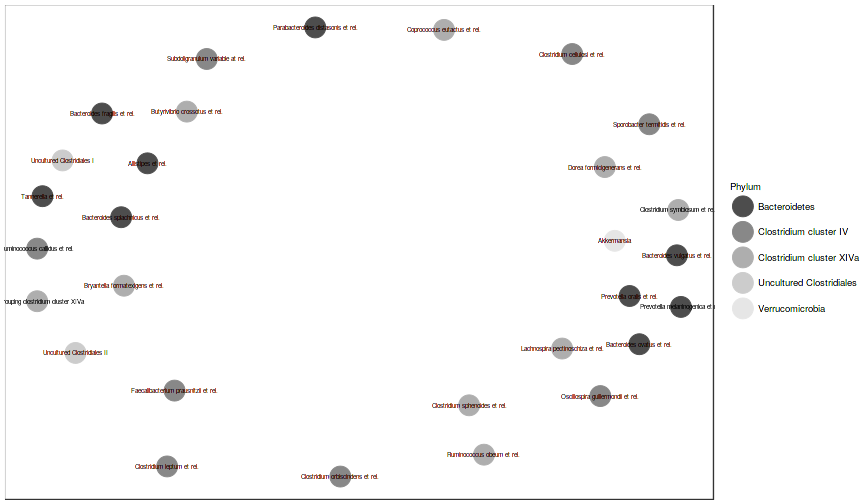 Parabacteroides distasonis et rel.
Coprococcus eutactus et rel.
Subdoligranulum variable at rel.
Clostridium cellulosi et rel.
Bacteroides fragilis et rel.
Butyrivibrio crossotus et rel.
Sporobacter termitidis et rel.
Uncultured Clostridiales I
Allistipes et rel.
Dorea formicigenerans et rel.
Tannerella et rel.
Bacteroides splachnicus et rel.
Clostridium symbiosum et re
Akkermansia
uminococcus callidus et rel.
Bacteroides vulgatus et rel.
Bryantella formatexigens et rel.
Prevotella oralis et rel.
rouping clostridium cluster XIVa
Prevotella melaninogenica et
Uncultured Clostridiales II
Lachnospira pectinoschiza et rel.
Bacteroides ovatus et rel.
Faecalibacterium prausnitzii et rel.
Oscillospira guillermondii et rel.
Clostridium sphenoides et rel.
Ruminococcus obeum et rel.
Clostridium leptum et rel.
Clostridium orbiscindens et rel.
Phylum
Bacteroidetes
Clostridium cluster IV
Clostridium cluster XIVa
Uncultured Clostridiales
Verrucomicrobia